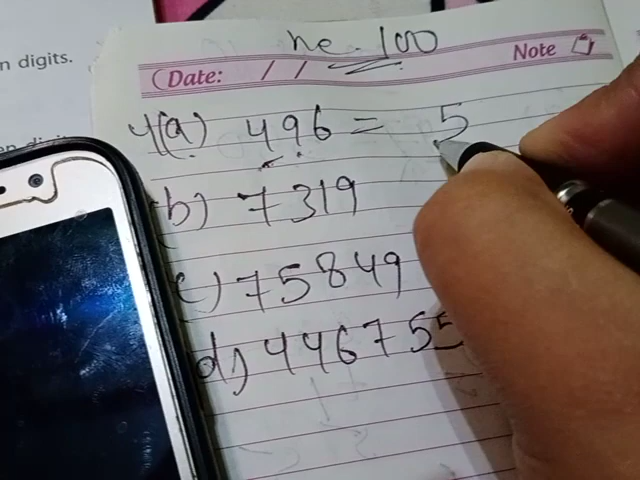 n digits.
ne. 100
Date: / /
Note
4(a) 496 = 5
b) 7319
c) 75849
d) 446755